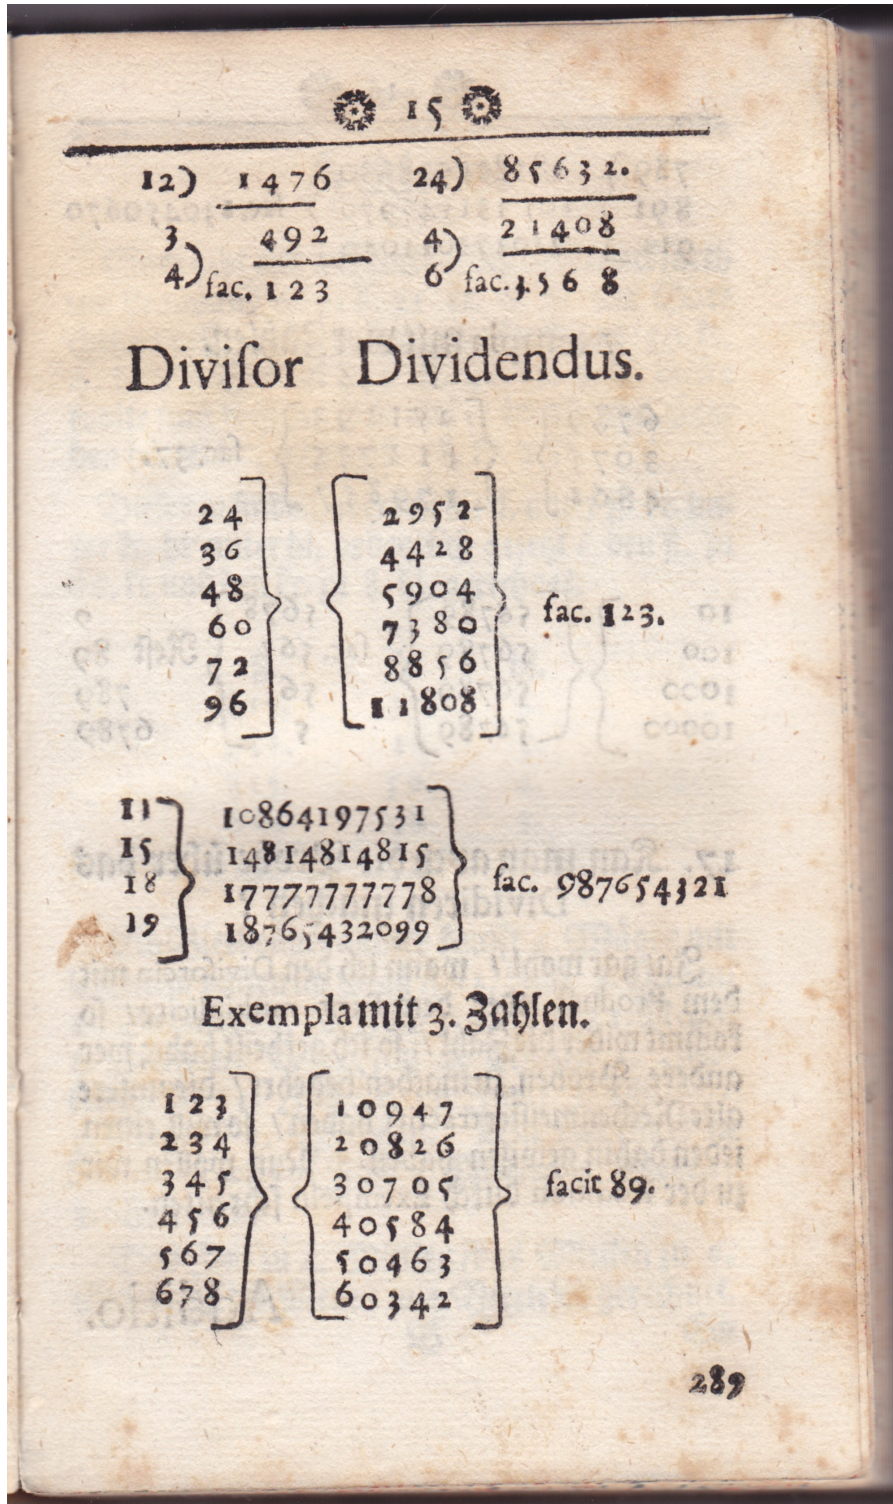 15
12) 1476 24) 85632.
3 492 4 21408
4) fac. 123 6) fac. 3568
Diviſor Dividendus.
24 2952
36 4428
48 5904
60 7380 fac. 123.
72 8856
96 11808
11 10864197531
15 14814814815
18 17777777778 fac. 987654321
19 18765432099
Exempla mit 3. Zahlen.
123 10947
234 20826
345 30705 facit 89.
456 40584
567 50463
678 60342
289